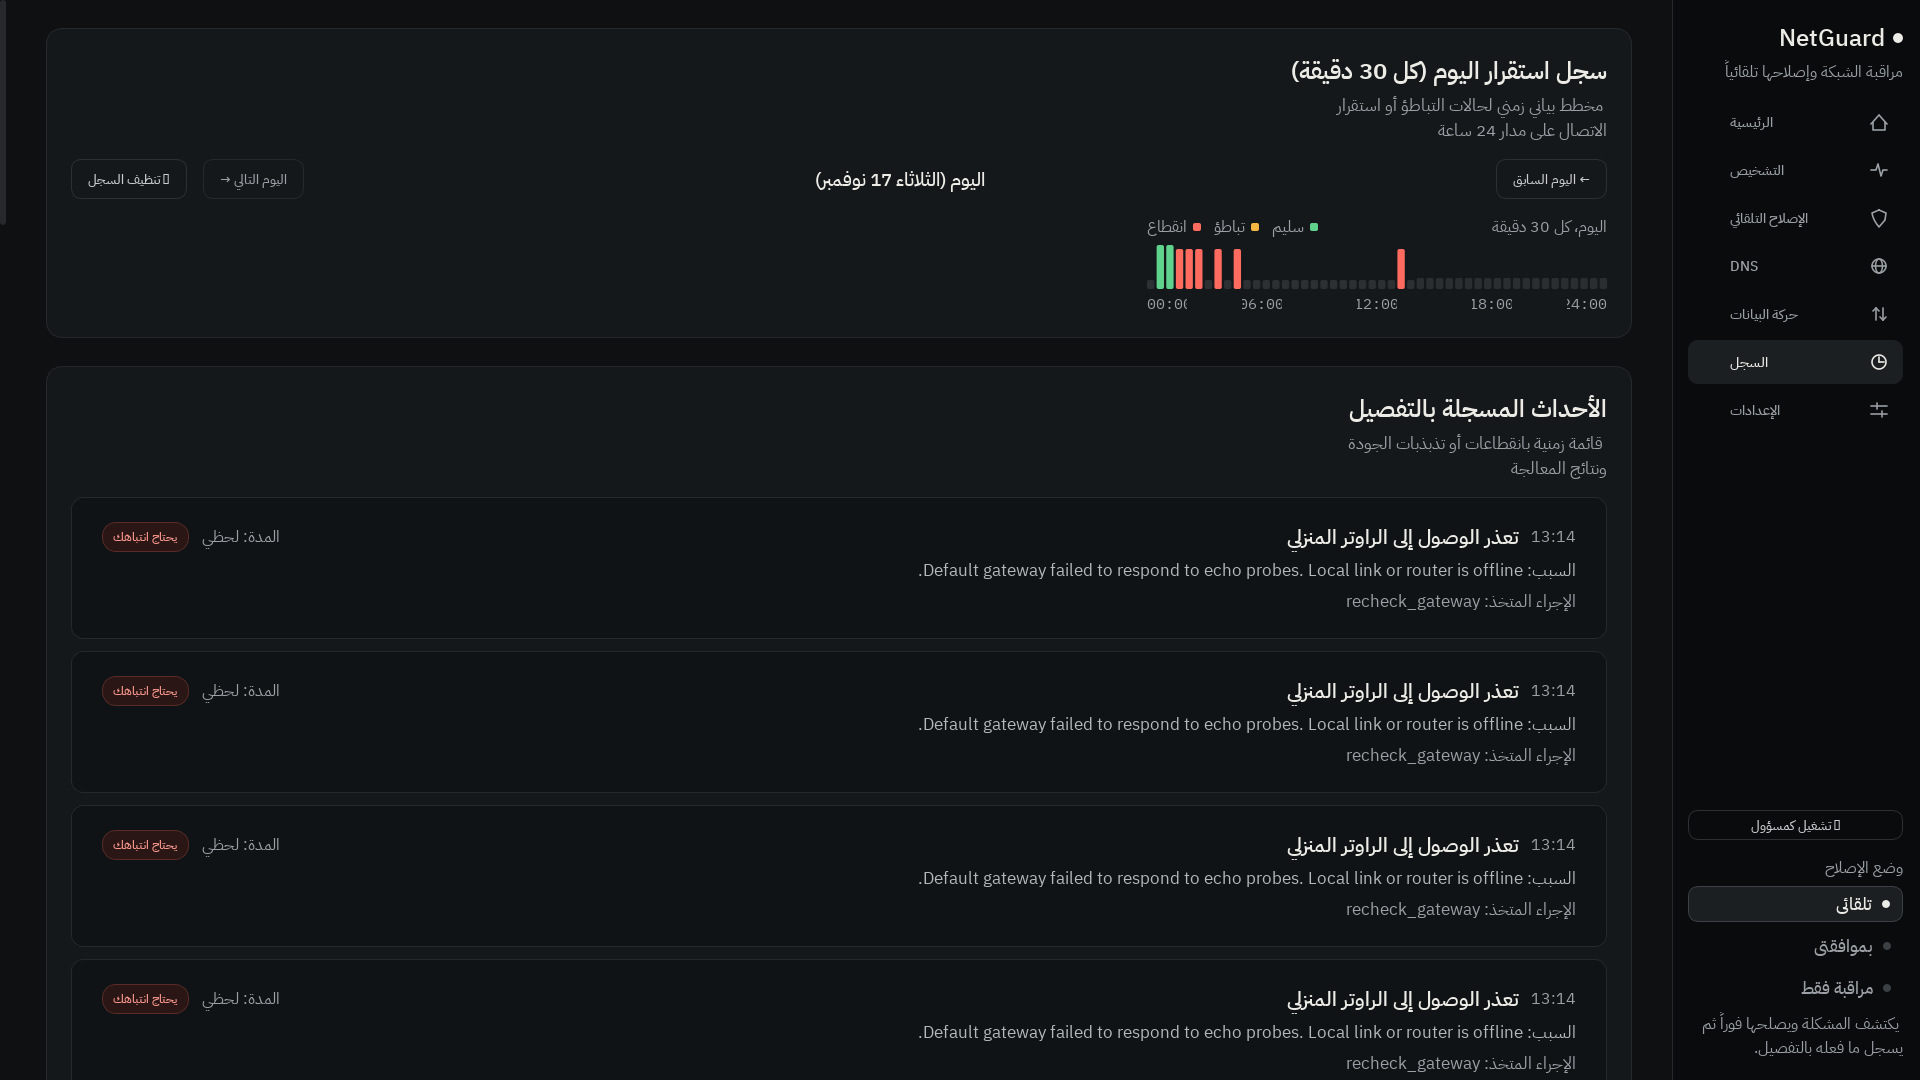 NetGuard
مراقبة الشبكة وإصلاحها تلقائياً
الرئيسية
التشخيص
الإصلاح التلقائي
DNS
حركة البيانات
السجل
الإعدادات
تشغيل كمسؤول
وضع الإصلاح
تلقائي
بموافقتي
مراقبة فقط
يكتشف المشكلة ويصلحها فوراً ثم
يسجل ما فعله بالتفصيل.
سجل استقرار اليوم (كل 30 دقيقة)
مخطط بياني زمني لحالات التباطؤ أو استقرار
الاتصال على مدار 24 ساعة
← اليوم السابق
اليوم (الثلاثاء 17 نوفمبر)
اليوم التالي →
تنظيف السجل
اليوم، كل 30 دقيقة
سليم
تباطؤ
انقطاع
00:00
06:00
12:00
18:00
24:00
الأحداث المسجلة بالتفصيل
قائمة زمنية بانقطاعات أو تذبذبات الجودة
ونتائج المعالجة
13:14 تعذر الوصول إلى الراوتر المنزلي
المدة: لحظي
يحتاج انتباهك
السبب: Default gateway failed to respond to echo probes. Local link or router is offline.
الإجراء المتخذ: recheck_gateway
13:14 تعذر الوصول إلى الراوتر المنزلي
المدة: لحظي
يحتاج انتباهك
السبب: Default gateway failed to respond to echo probes. Local link or router is offline.
الإجراء المتخذ: recheck_gateway
13:14 تعذر الوصول إلى الراوتر المنزلي
المدة: لحظي
يحتاج انتباهك
السبب: Default gateway failed to respond to echo probes. Local link or router is offline.
الإجراء المتخذ: recheck_gateway
13:14 تعذر الوصول إلى الراوتر المنزلي
المدة: لحظي
يحتاج انتباهك
السبب: Default gateway failed to respond to echo probes. Local link or router is offline.
الإجراء المتخذ: recheck_gateway